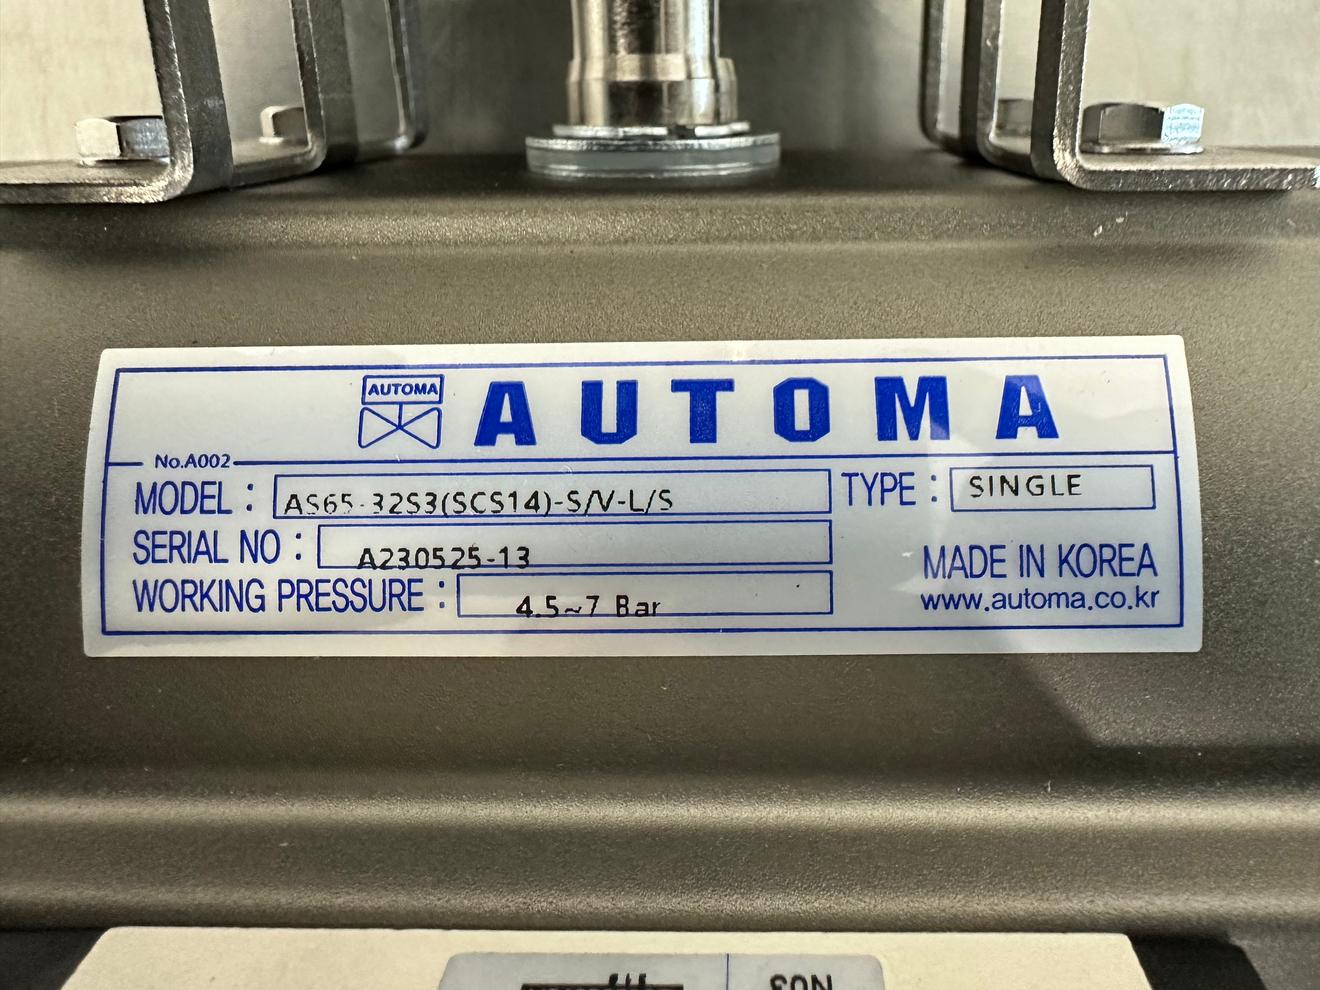 AUTOMA
AUTOMA
No.A002
MODEL : AS65-32S3(SCS14)-S/V-L/S TYPE : SINGLE
SERIAL NO : A230525-13
MADE IN KOREA
WORKING PRESSURE : 4.5~7 Bar
www.automa.co.kr